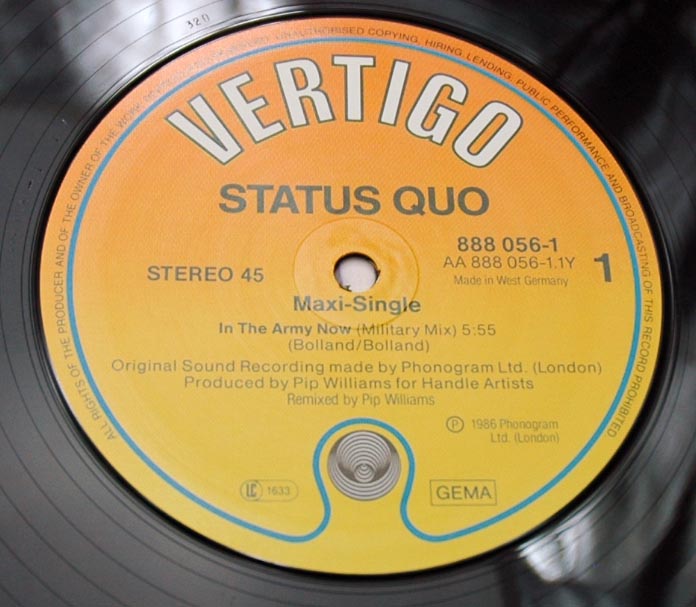 320
ALL RIGHTS OF THE PRODUCER AND OF THE OWNER OF THE
UNAUTHORISED COPYING, HIRING, LENDING, PUBLIC PERFORMANCE AND BROADCASTING OF THIS RECORD PROHIBITED
VERTIGO
STATUS QUO
888 056-1
STEREO 45
AA 888 056-1.1Y
1
Made in West Germany
Maxi-Single
In The Army Now (Military Mix) 5:55
(Bolland/Bolland)
Original Sound Recording made by Phonogram Ltd. (London)
Produced by Pip Williams for Handle Artists
Remixed by Pip Williams
℗ 1986 Phonogram
Ltd. (London)
LC 1633
GEMA